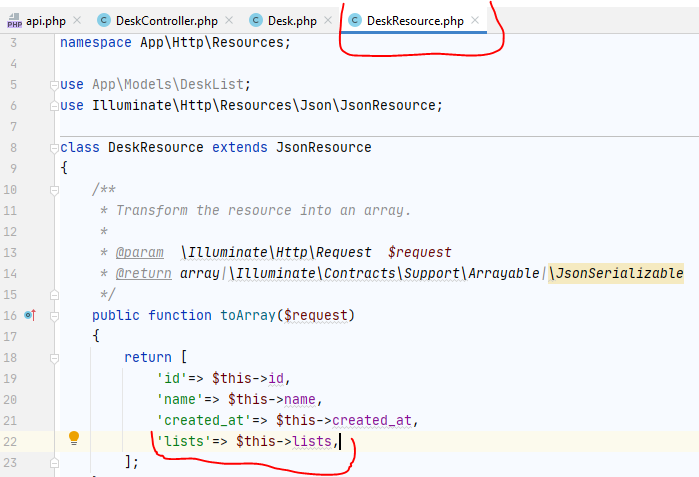 api.php DeskController.php Desk.php DeskResource.php
3 namespace App\Http\Resources;
4
5 use App\Models\DeskList;
6 use Illuminate\Http\Resources\Json\JsonResource;
7
8 class DeskResource extends JsonResource
9 {
10 /**
11 * Transform the resource into an array.
12 *
13 * @param  \Illuminate\Http\Request  $request
14 * @return array|\Illuminate\Contracts\Support\Arrayable|\JsonSerializable
15 */
16 public function toArray($request)
17 {
18 return [
19 'id'=> $this->id,
20 'name'=> $this->name,
21 'created_at'=> $this->created_at,
22 'lists'=> $this->lists,
23 ];